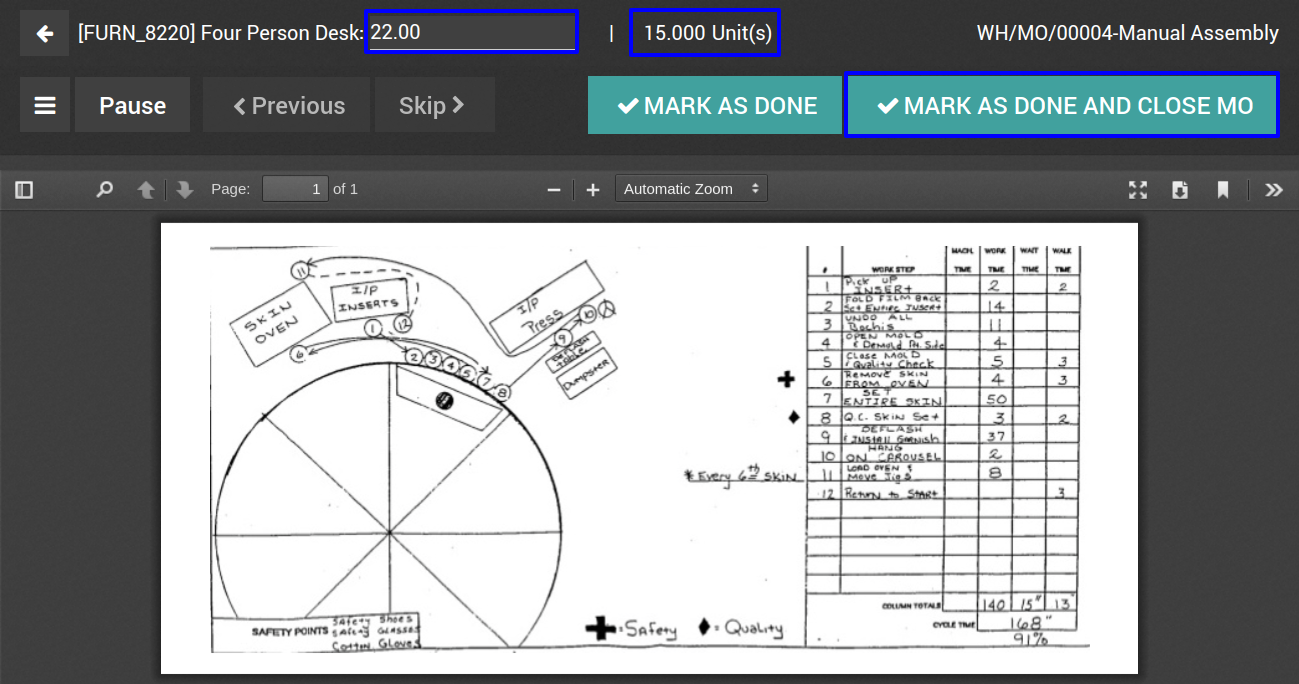 [FURN_8220] Four Person Desk: 22.00 | 15.000 Unit(s) WH/MO/00004-Manual Assembly
Pause Previous Skip MARK AS DONE MARK AS DONE AND CLOSE MO
Page: 1 of 1 Automatic Zoom
11
I/P
INSERTS
SKIN
OVEN
1 12
I/P
Press
10
9
6
2 3 4 5 7 8
Dumpster
* Every 6th SKIN
SAFETY POINTS
Safety Shoes
Safety Glasses
Cotton Gloves
= Safety = Quality
# WORK STEP MACH. TIME WORK TIME WAIT TIME WALK TIME
1 Pick UP INSERt 2 2
2 FOLD FILM BACK Set ENTIRE INSERt 14
3 UNDO ALL 11
4 OPEN MOLD & Demold 4
5 Close MOLD & Quality Check 5 3
6 Remove SKIN FROM OVEN 4 3
7 SET ENTIRE SKIN 50
8 Q.C. SKIN Set 3 2
9 DEFLASH & INSTALL GARNISH 37
10 HANG ON CAROUSEL 2
11 LOAD OVEN & Move Jigs 8
12 Return to START 3
COLUMN TOTALS 140 15" 13
CYCLE TIME 168"
91%